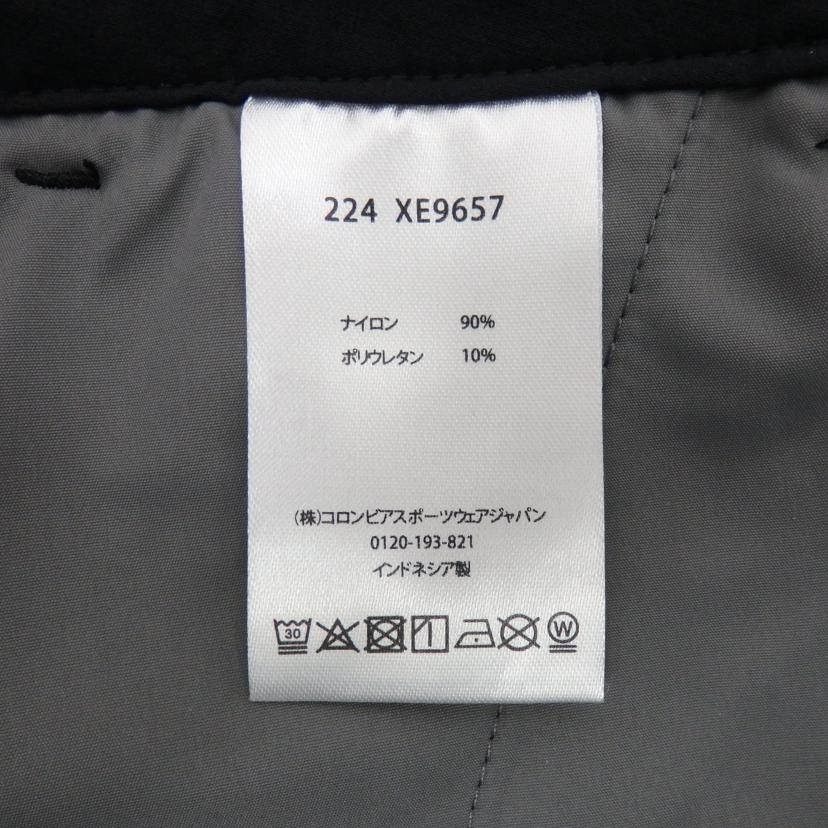 224 XE9657
ナイロン 90%
ポリウレタン 10%
(株)コロンビアスポーツウェアジャパン
0120-193-821
インドネシア製
30 W